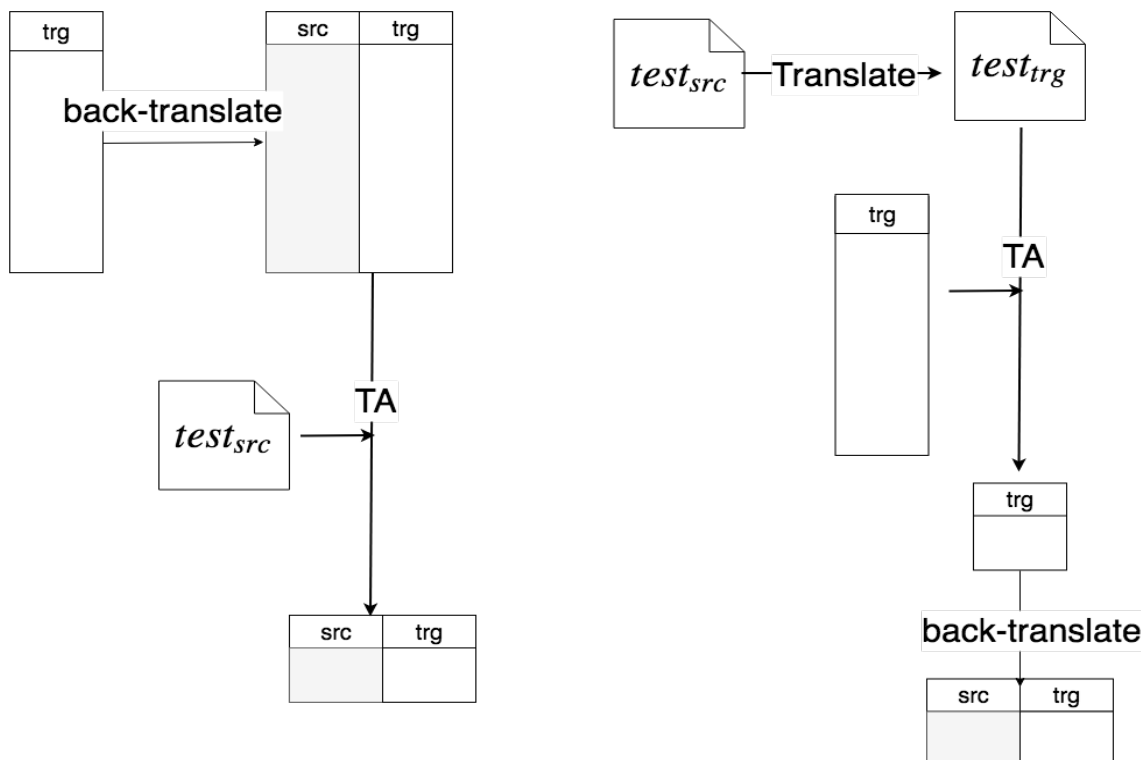 trg
src trg
back-translate
test_src
TA
src trg
test_src Translate test_trg
trg
TA
trg
back-translate
src trg